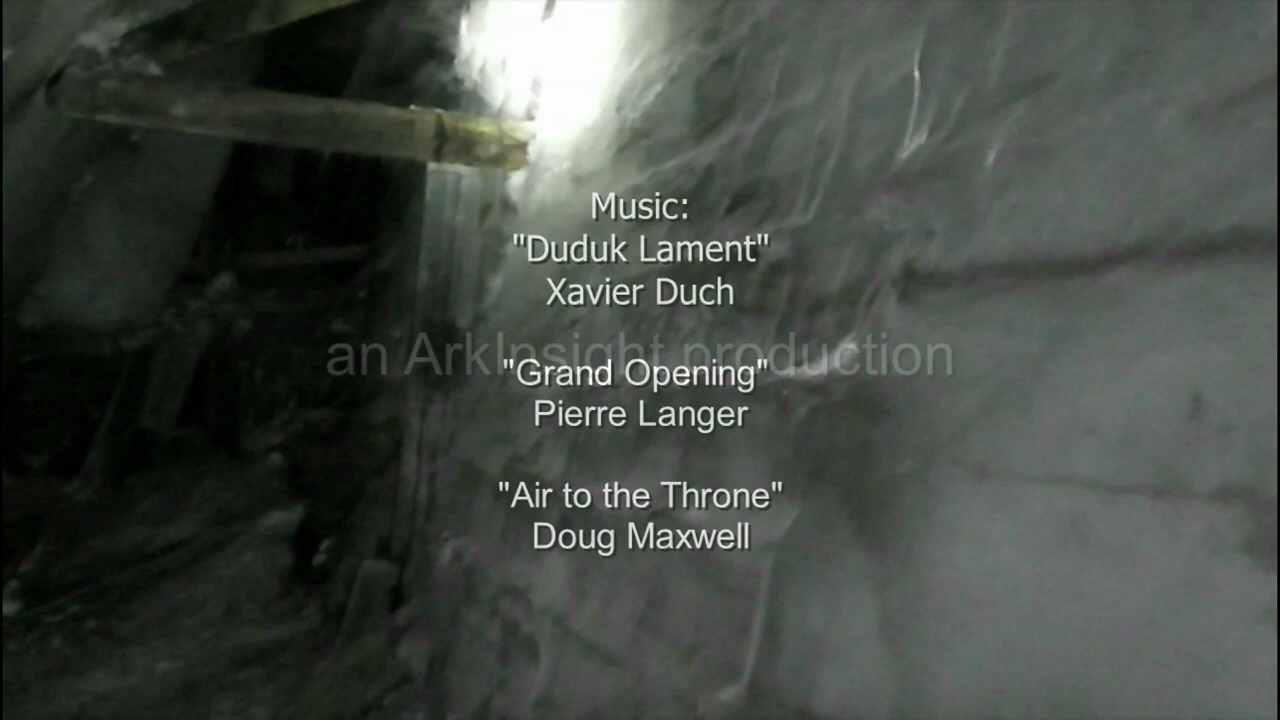 Music:
"Duduk Lament"
Xavier Duch
an ArkInsight production
"Grand Opening"
Pierre Langer
"Air to the Throne"
Doug Maxwell